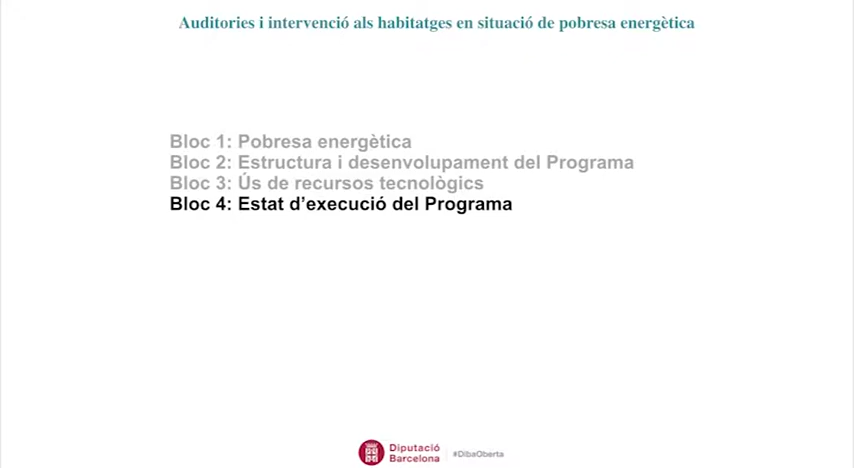 Auditories i intervenció als habitatges en situació de pobresa energètica
Bloc 1: Pobresa energètica
Bloc 2: Estructura i desenvolupament del Programa
Bloc 3: Ús de recursos tecnològics
Bloc 4: Estat d’execució del Programa
Diputació
Barcelona
#DibaOberta